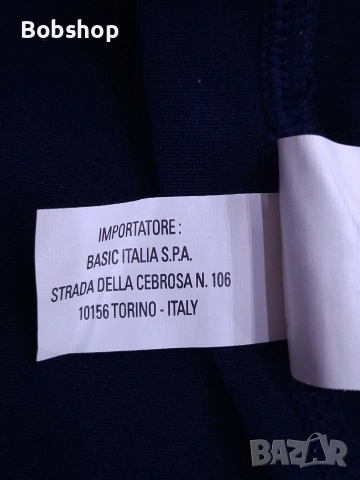 Bobshop
IMPORTATORE :
BASIC ITALIA S.P.A.
STRADA DELLA CEBROSA N. 106
10156 TORINO - ITALY
BAZAR